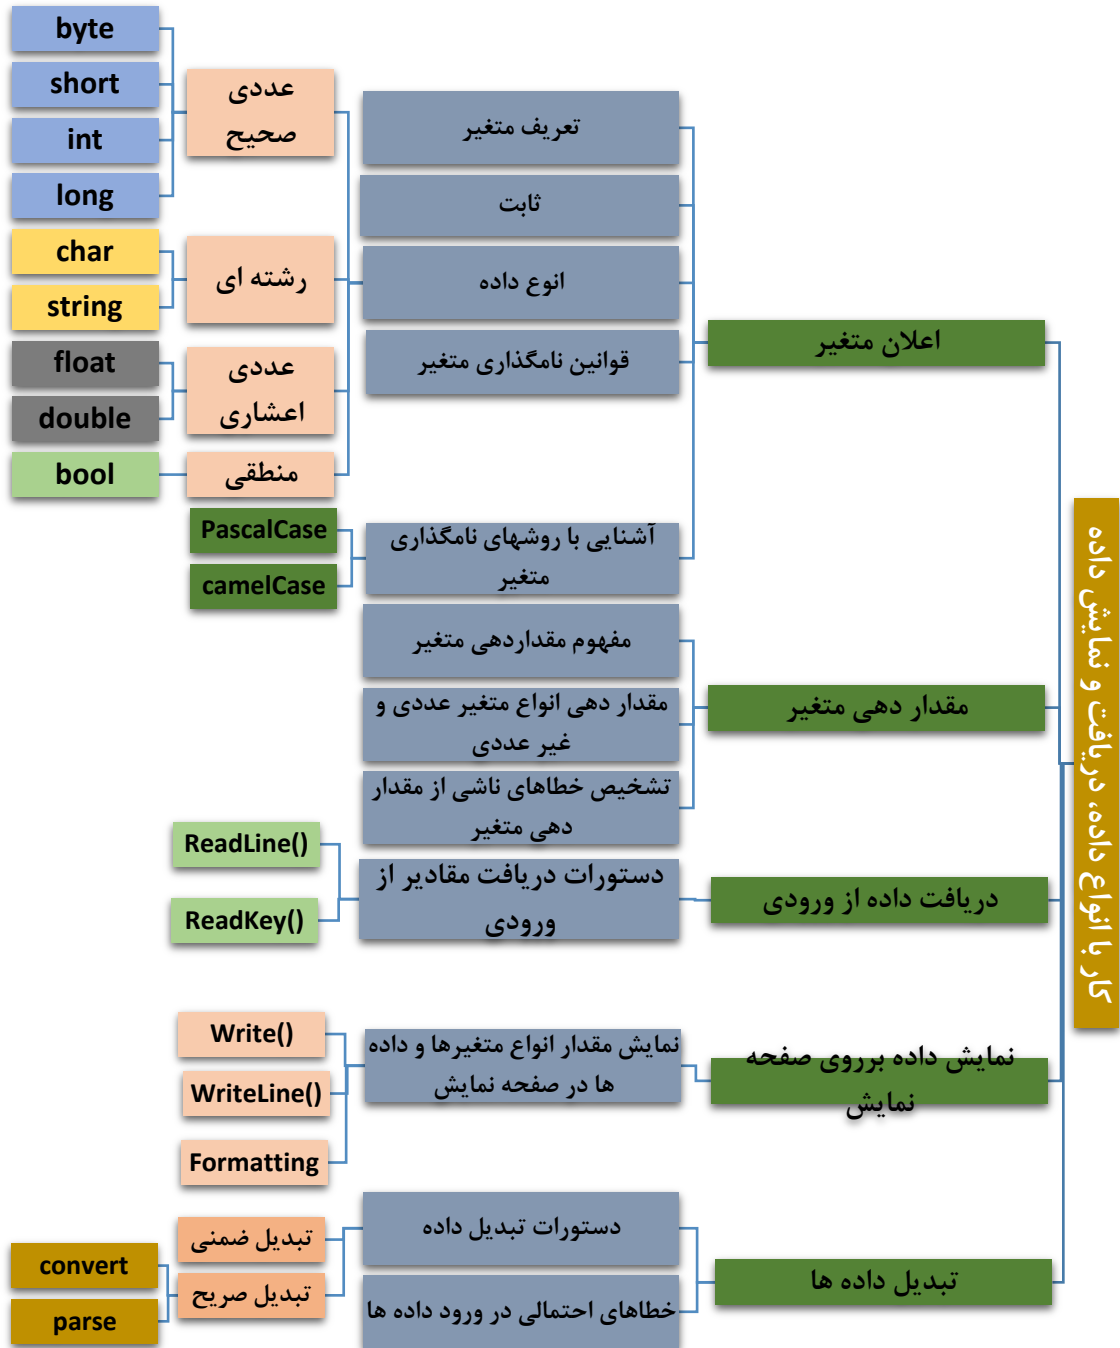 کار با انواع داده، دریافت و نمایش داده
اعلان متغیر
تعریف متغیر
ثابت
انوع داده
عددی
صحیح
byte
short
int
long
رشته ای
char
string
عددی
اعشاری
float
double
منطقی
bool
قوانین نامگذاری متغیر
آشنایی با روشهای نامگذاری
متغیر
PascalCase
camelCase
مقدار دهی متغیر
مفهوم مقداردهی متغیر
مقدار دهی انواع متغیر عددی و
غیر عددی
تشخیص خطاهای ناشی از مقدار
دهی متغیر
دریافت داده از ورودی
دستورات دریافت مقادیر از
ورودی
ReadLine()
ReadKey()
نمایش داده برروی صفحه
نمایش
نمایش مقدار انواع متغیرها و داده
ها در صفحه نمایش
Write()
WriteLine()
Formatting
تبدیل داده ها
دستورات تبدیل داده
تبدیل ضمنی
تبدیل صریح
convert
parse
خطاهای احتمالی در ورود داده ها